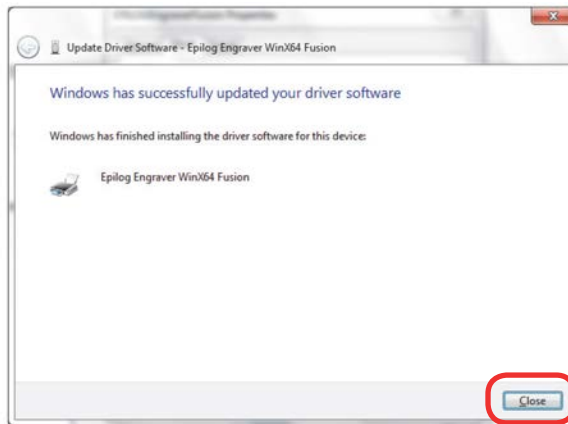 Update Driver Software - Epilog Engraver WinX64 Fusion
Windows has successfully updated your driver software
Windows has finished installing the driver software for this device:
Epilog Engraver WinX64 Fusion
Close